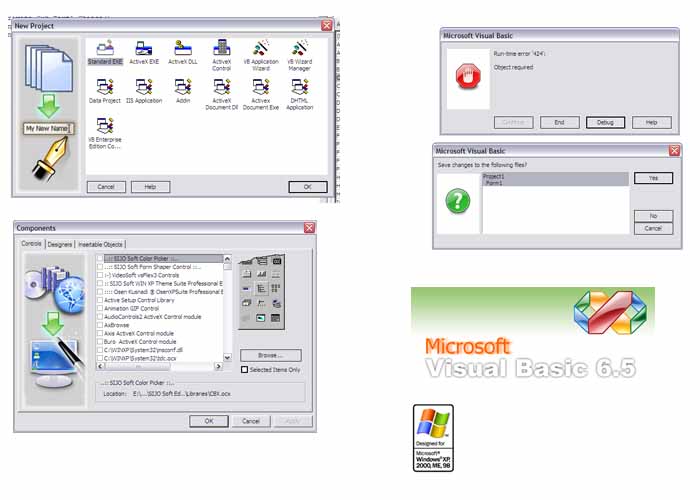 New Project
Standard EXE
ActiveX EXE
ActiveX DLL
ActiveX Control
VB Application Wizard
VB Wizard Manager
Data Project
IIS Application
Addin
ActiveX Document Dll
Activex Document Exe
DHTML Application
VB Enterprise Edition Co...
My New Name
Cancel
Help
OK
Microsoft Visual Basic
Run-time error '424':
Object required
Continue
End
Debug
Help
Microsoft Visual Basic
Save changes to the following files?
Project1
Form1
Yes
No
Cancel
Components
Controls
Designers
Insertable Objects
..:: SIJO Soft Color Picker ::..
..:: SIJO Soft Form Shaper Control ::..
:-) VideoSoft vsFlex3 Controls
:: SIJO Soft WIN XP Theme Suite Professional E
:::: Osen Kusnadi @ OsenXPSuite Professional E
Active Setup Control Library
Animation GIF Control
AudioControls2 ActiveX Control module
AxBrowse
Axis ActiveX Control module
Buro- ActiveX Control module
C:\WINXP\System32\msconf.dll
C:\WINXP\System32\tdc.ocx
Browse...
Selected Items Only
..:: SIJO Soft Color Picker ::..
Location: E:\...\SIJO Soft Ed...\Libraries\CBX.ocx
OK
Cancel
Apply
Microsoft
Visual Basic 6.5
Designed for
Microsoft®
Windows® XP,
2000, ME, 98